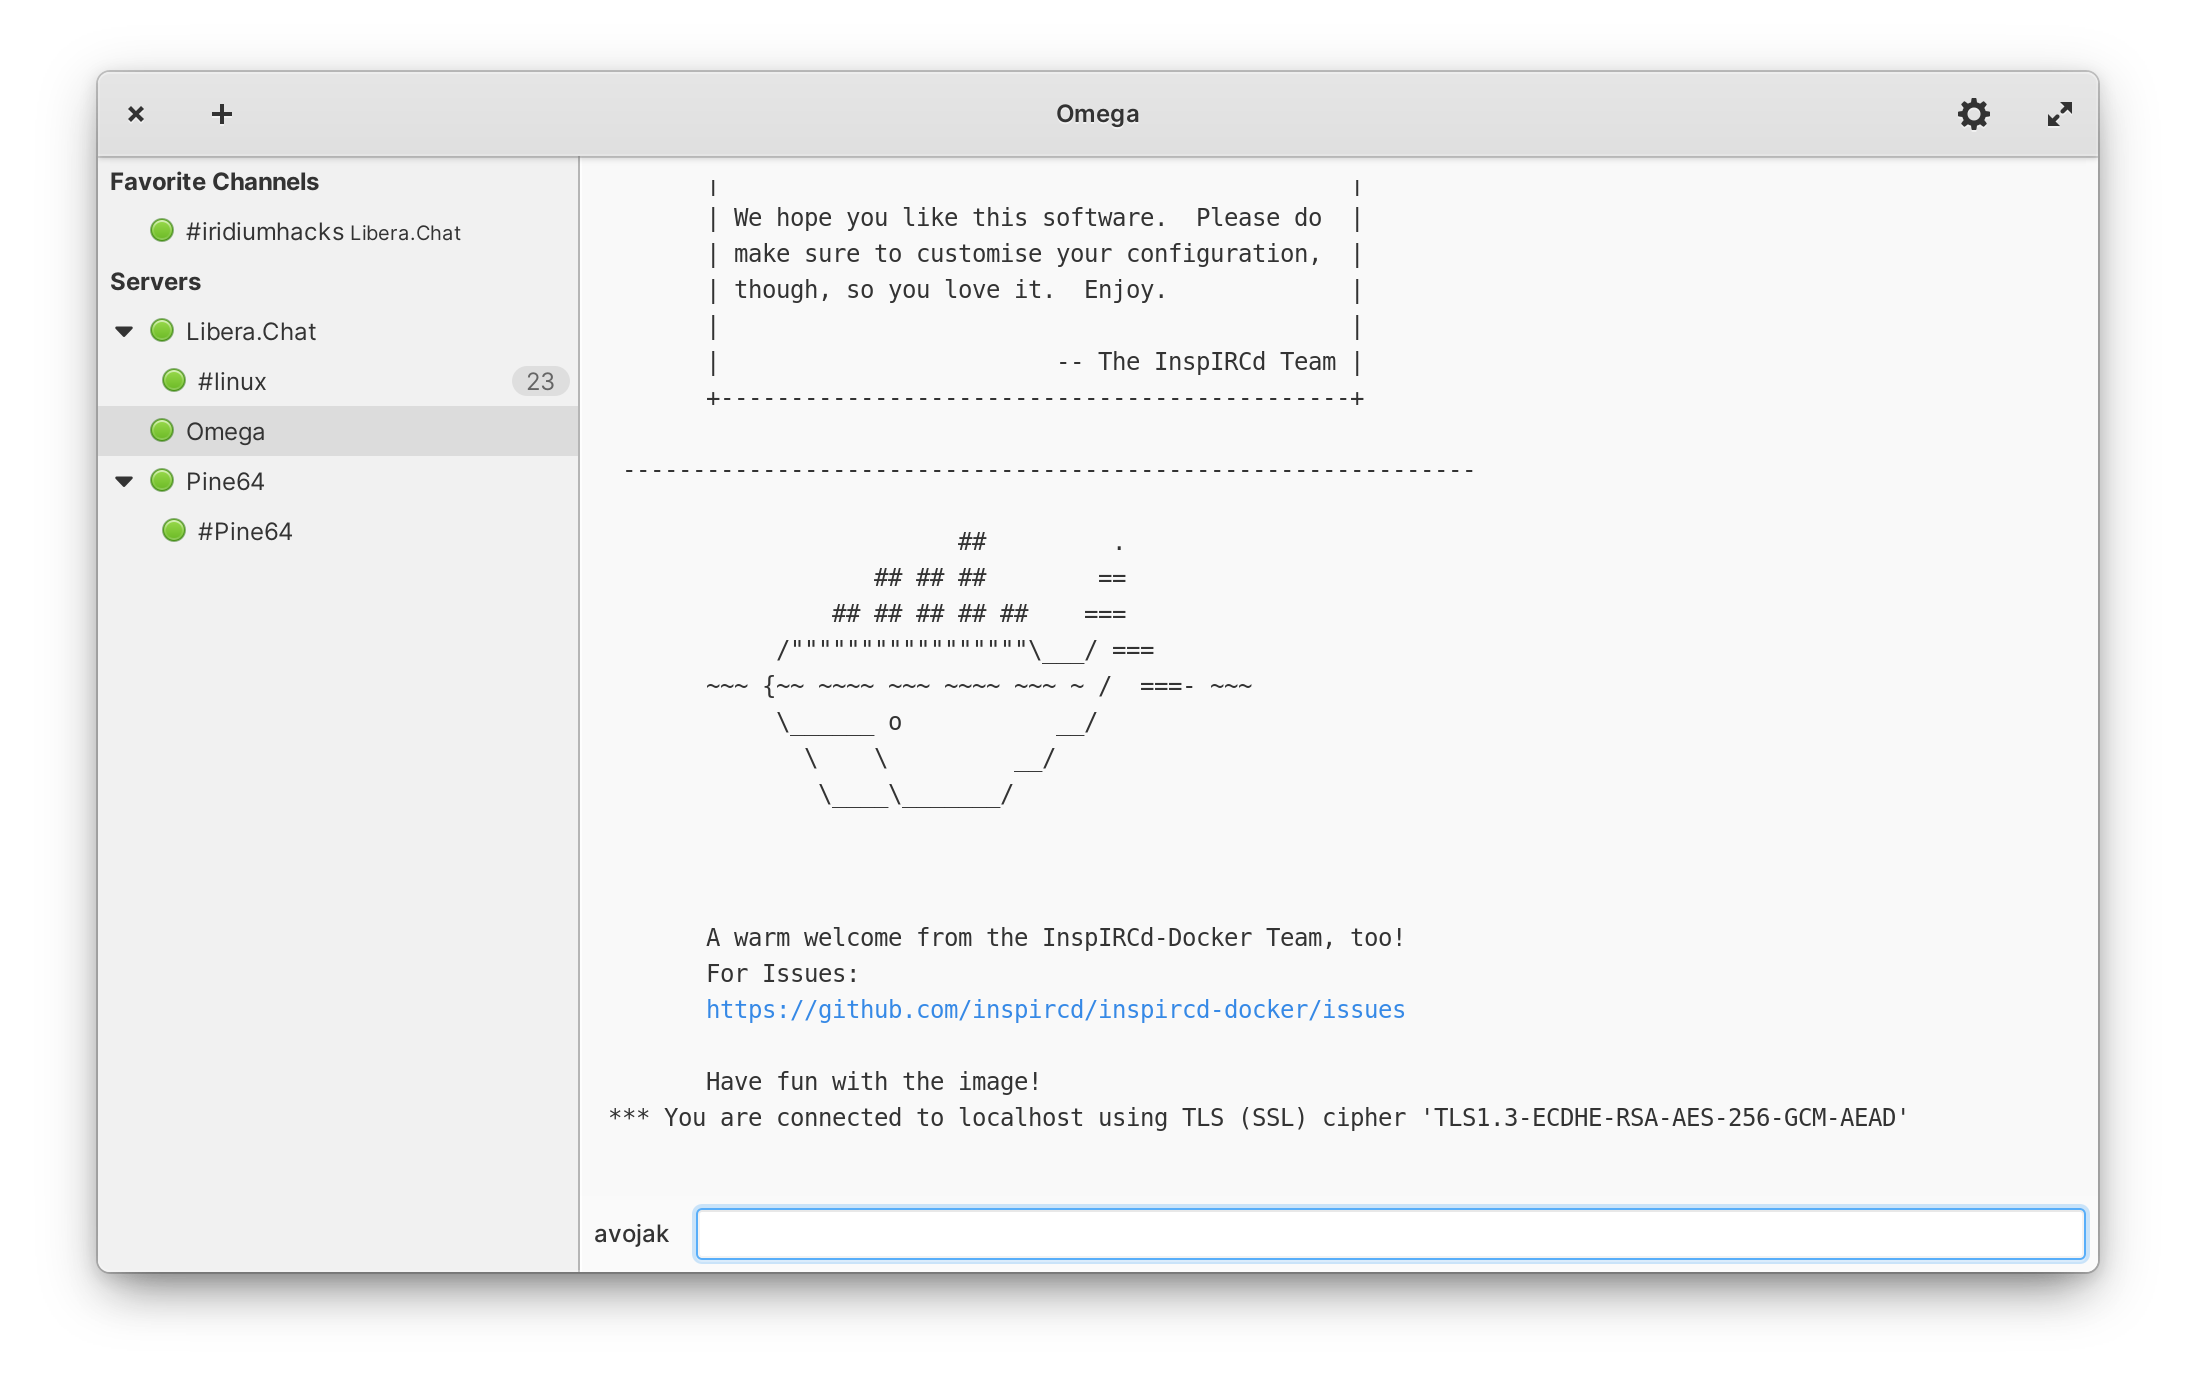 Omega
Favorite Channels
#iridiumhacks Libera.Chat
Servers
Libera.Chat
#linux 23
Omega
Pine64
#Pine64
|                                             |
| We hope you like this software.  Please do  |
| make sure to customise your configuration,  |
| though, so you love it.  Enjoy.             |
|                                             |
|                        -- The InspIRCd Team |
+---------------------------------------------+
-------------------------------------------------------------
                  ##         .
            ## ## ##        ==
         ## ## ## ## ##    ===
     /"""""""""""""""""\___/ ===
~~~ {~~ ~~~~ ~~~ ~~~~ ~~~ ~ /  ===- ~~~
     \______ o           __/
       \    \         __/
        \____\_______/
A warm welcome from the InspIRCd-Docker Team, too!
For Issues:
https://github.com/inspircd/inspircd-docker/issues
Have fun with the image!
*** You are connected to localhost using TLS (SSL) cipher 'TLS1.3-ECDHE-RSA-AES-256-GCM-AEAD'
avojak